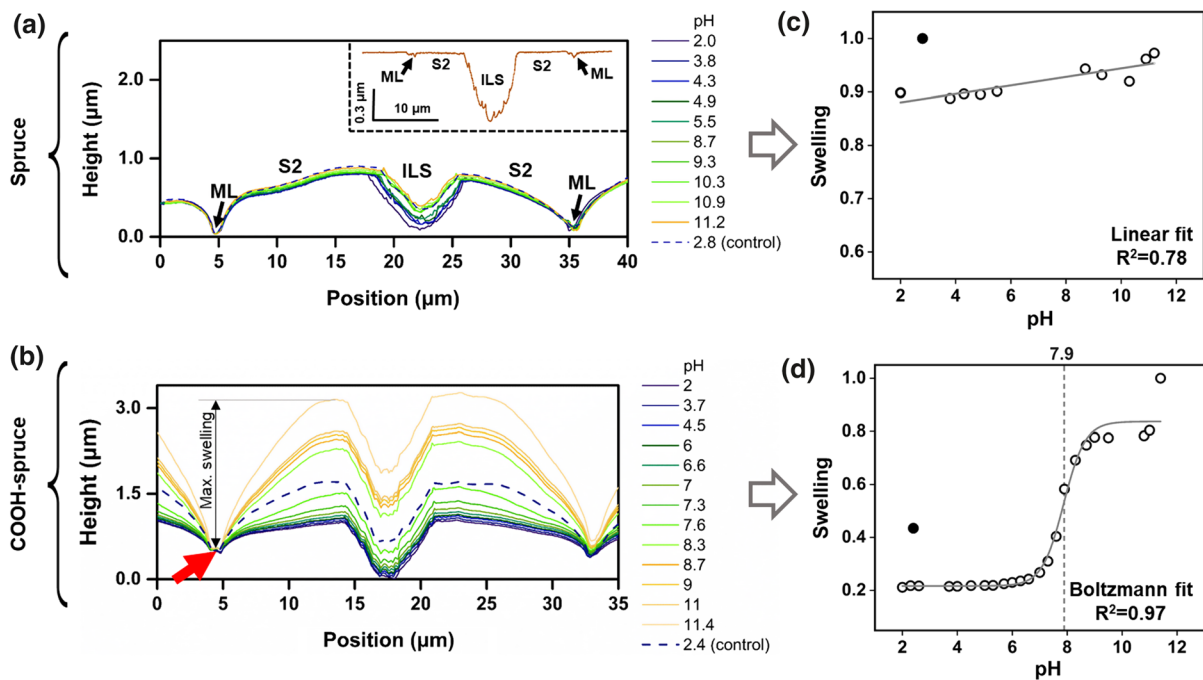 (a)
Spruce
Height (µm)
2.0
1.0
0.0
0
5
10
15
20
25
30
35
40
Position (µm)
ML
S2
ILS
S2
ML
ML
S2
ILS
S2
ML
0.3 µm
10 µm
pH
2.0
3.8
4.3
4.9
5.5
8.7
9.3
10.3
10.9
11.2
2.8 (control)
(c)
Swelling
1.0
0.9
0.8
0.7
0.6
2
4
6
8
10
12
pH
Linear fit
R²=0.78
(b)
COOH-spruce
Height (µm)
3.0
1.5
0.0
0
5
10
15
20
25
30
35
Position (µm)
Max. swelling
pH
2
3.7
4.5
6
6.6
7
7.3
7.6
8.3
8.7
9
11
11.4
2.4 (control)
(d)
7.9
Swelling
1.0
0.8
0.6
0.4
0.2
2
4
6
8
10
12
pH
Boltzmann fit
R²=0.97